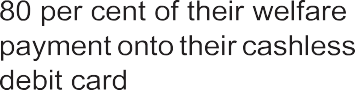 80 per cent of their welfare
payment onto their cashless
debit card